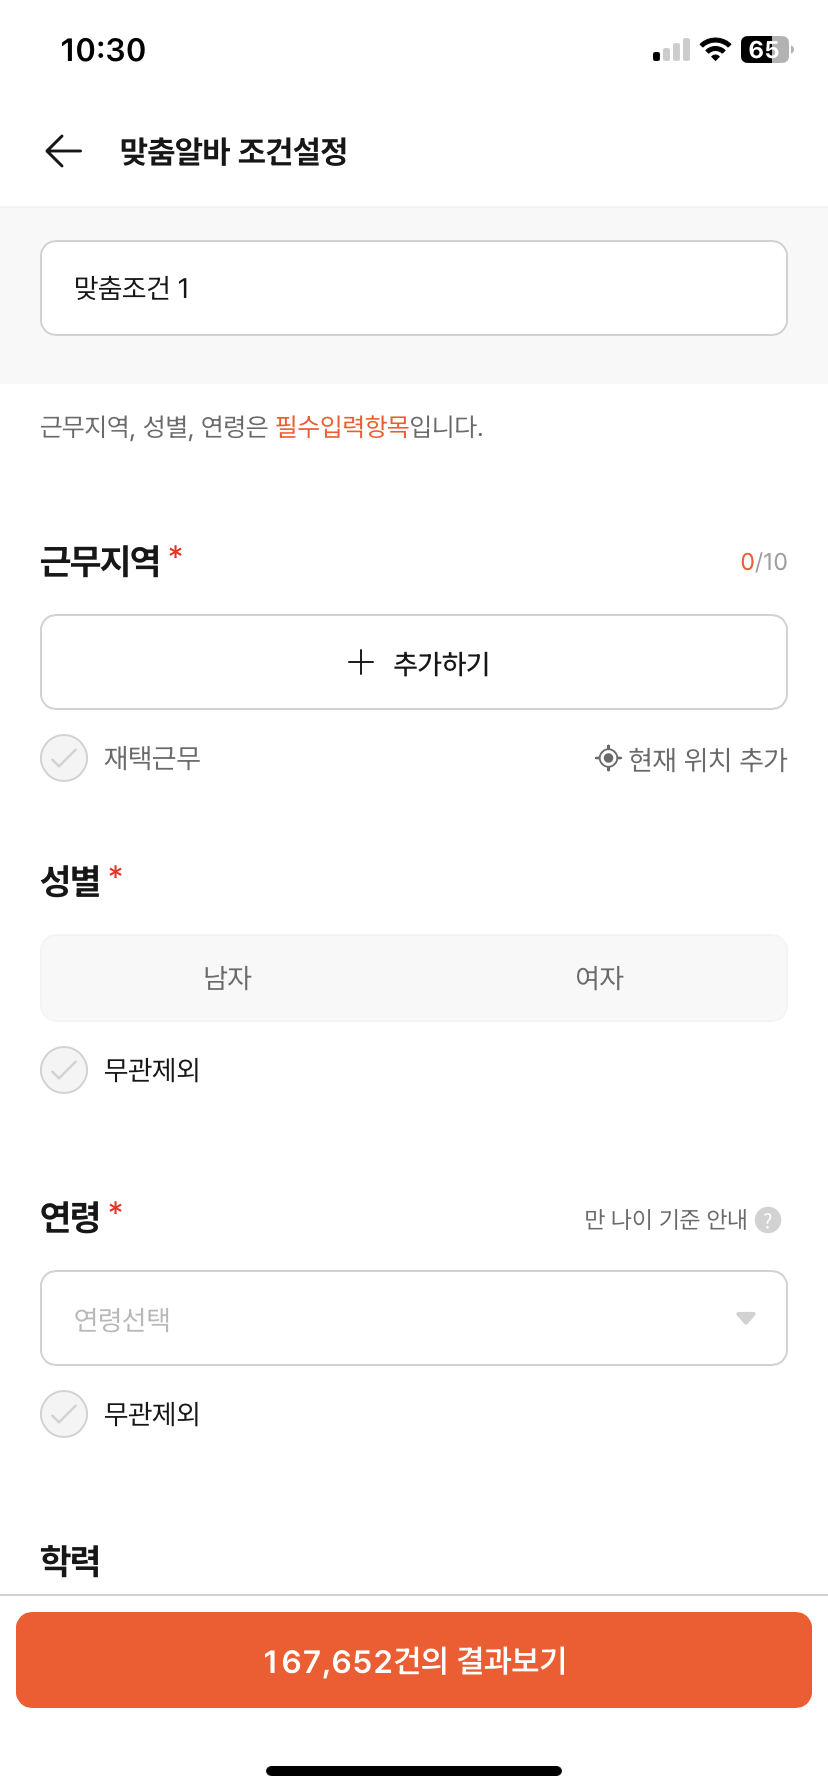 10:30
65
맞춤알바 조건설정
맞춤조건 1
근무지역, 성별, 연령은 필수입력항목입니다.
근무지역 *
0/10
추가하기
재택근무
현재 위치 추가
성별 *
남자
여자
무관제외
연령 *
만 나이 기준 안내 ?
연령선택
무관제외
학력
167,652건의 결과보기